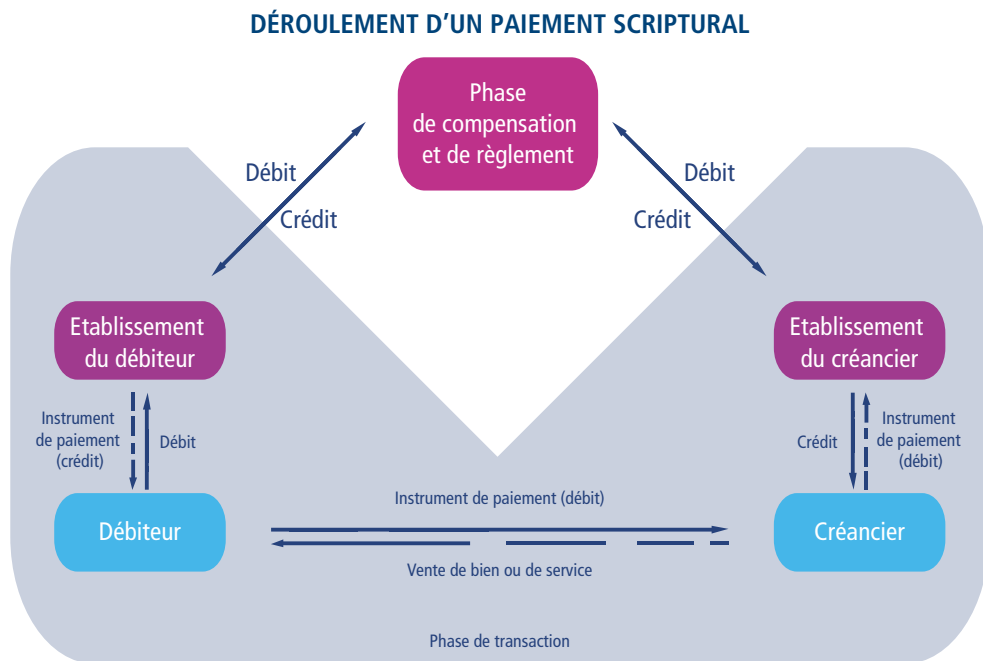 DÉROULEMENT D'UN PAIEMENT SCRIPTURAL
Phase
de compensation
et de règlement
Débit
Crédit
Débit
Crédit
Etablissement
du débiteur
Etablissement
du créancier
Instrument
de paiement
(crédit)
Débit
Crédit
Instrument
de paiement
(débit)
Débiteur
Instrument de paiement (débit)
Créancier
Vente de bien ou de service
Phase de transaction